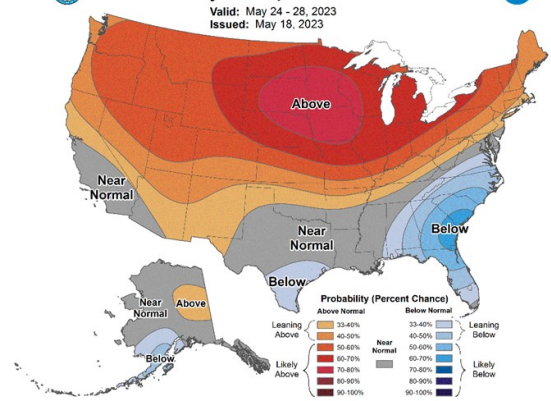 Valid: May 24 - 28, 2023
Issued: May 18, 2023
Above
Near
Normal
Near
Normal
Below
Below
Near
Normal
Above
Below
Probability (Percent Chance)
Above Normal
Below Normal
Leaning
Above
33-40%
40-50%
50-60%
60-70%
70-80%
80-90%
90-100%
Likely
Above
Near
Normal
33-40%
40-50%
50-60%
60-70%
70-80%
80-90%
90-100%
Leaning
Below
Likely
Below